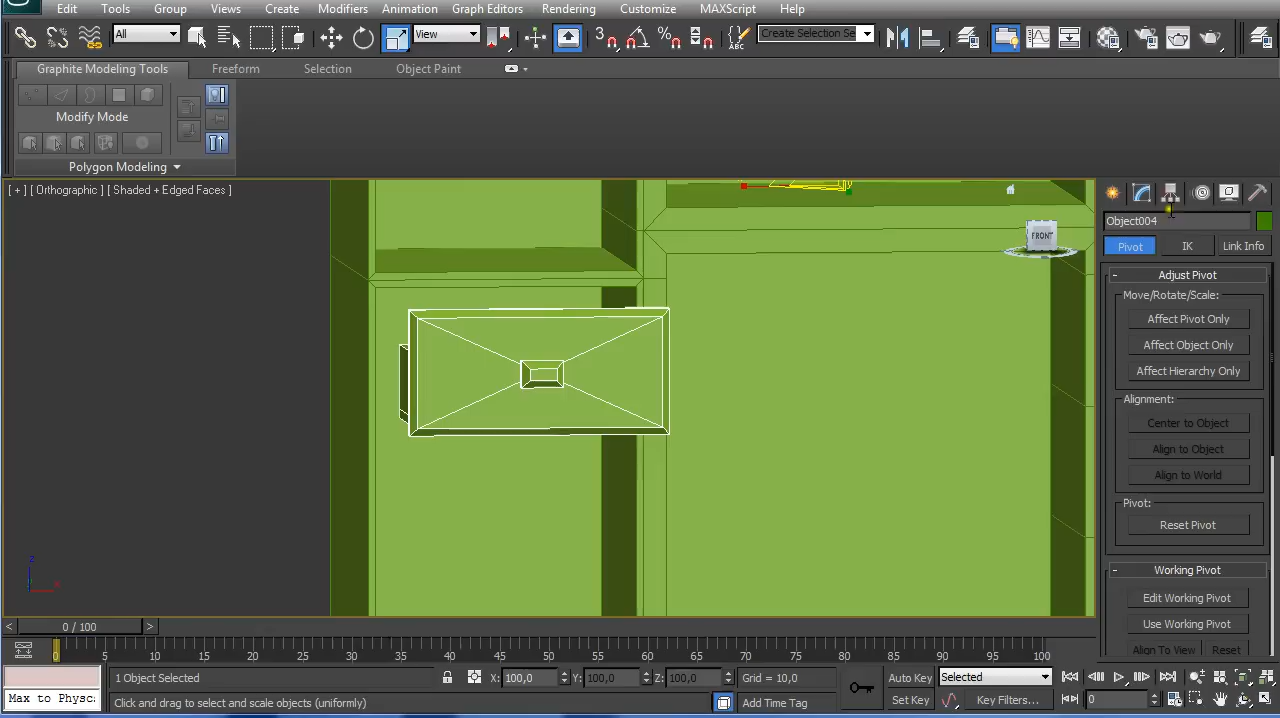 Edit Tools Group Views Create Modifiers Animation Graph Editors Rendering Customize MAXScript Help
All View 3 % ABC Create Selection Se
Graphite Modeling Tools Freeform Selection Object Paint
Modify Mode
Polygon Modeling
[ + ] [ Orthographic ] [ Shaded + Edged Faces ]
FRONT
Object004
Pivot IK Link Info
- Adjust Pivot
Move/Rotate/Scale:
Affect Pivot Only
Affect Object Only
Affect Hierarchy Only
Alignment:
Center to Object
Align to Object
Align to World
Pivot:
Reset Pivot
- Working Pivot
Edit Working Pivot
Use Working Pivot
Align To View Reset
z
x
< 0 / 100 >
0 5 10 15 20 25 30 35 40 45 50 55 60 65 70 75 80 85 90 95 100
1 Object Selected X: 100,0 Y: 100,0 Z: 100,0 Grid = 10,0 Auto Key Selected
Max to Physc Click and drag to select and scale objects (uniformly) Add Time Tag Set Key Key Filters... 0